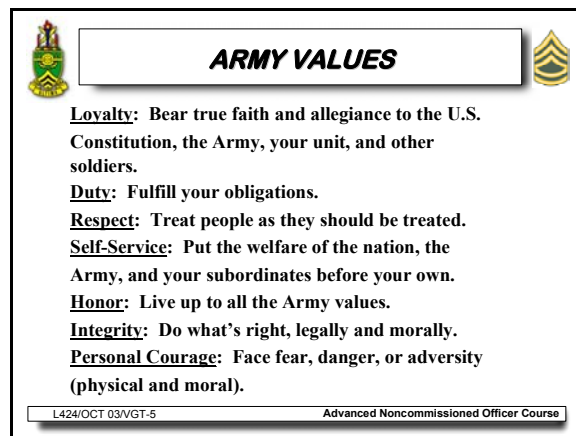 ARMY VALUES
Loyalty: Bear true faith and allegiance to the U.S.
Constitution, the Army, your unit, and other
soldiers.
Duty: Fulfill your obligations.
Respect: Treat people as they should be treated.
Self-Service: Put the welfare of the nation, the
Army, and your subordinates before your own.
Honor: Live up to all the Army values.
Integrity: Do what's right, legally and morally.
Personal Courage: Face fear, danger, or adversity
(physical and moral).
L424/OCT 03/VGT-5 Advanced Noncommissioned Officer Course